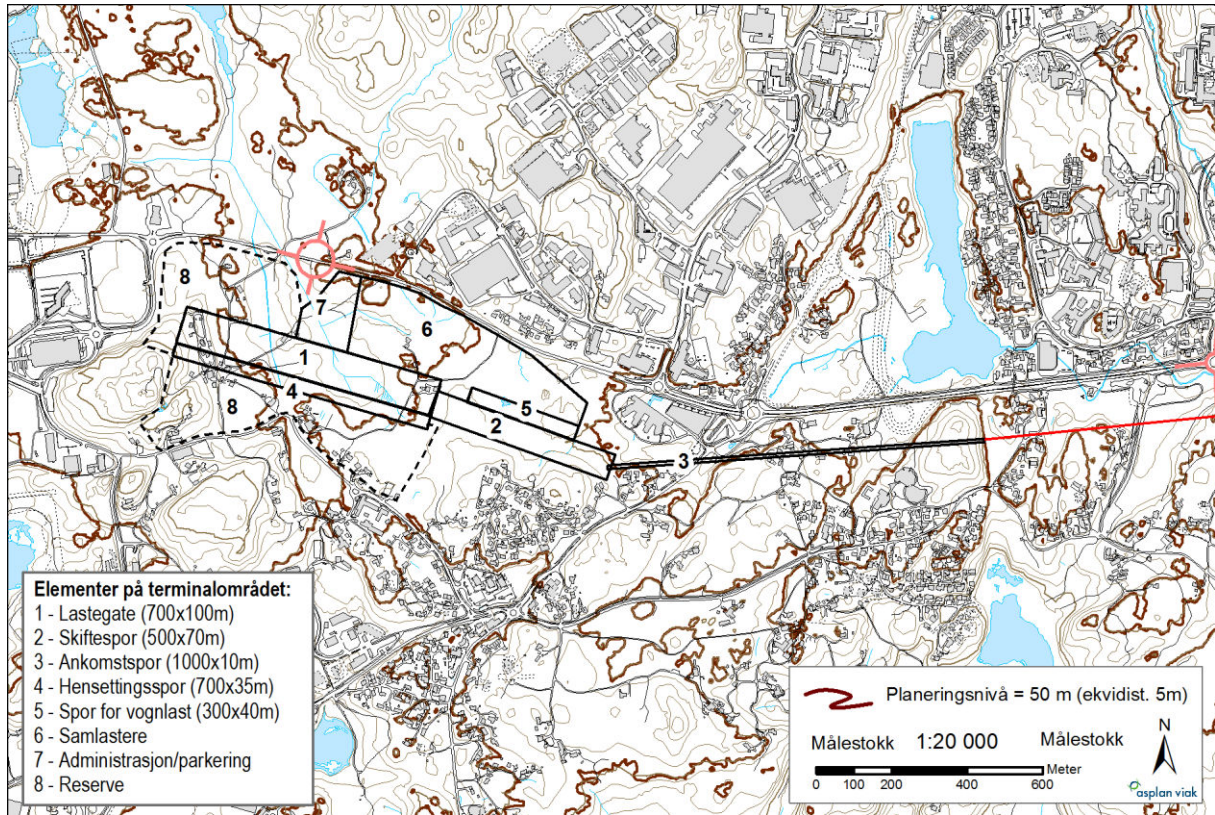 8
7
6
1
5
4
8
2
3
Elementer på terminalområdet:
1 - Lastegate (700x100m)
2 - Skiftespor (500x70m)
3 - Ankomstspor (1000x10m)
4 - Hensettingsspor (700x35m)
5 - Spor for vognlast (300x40m)
6 - Samlastere
7 - Administrasjon/parkering
8 - Reserve
Planeringsnivå = 50 m (ekvidist. 5m)
Målestokk 1:20 000 Målestokk
N
Meter
0 100 200 400 600
asplan viak